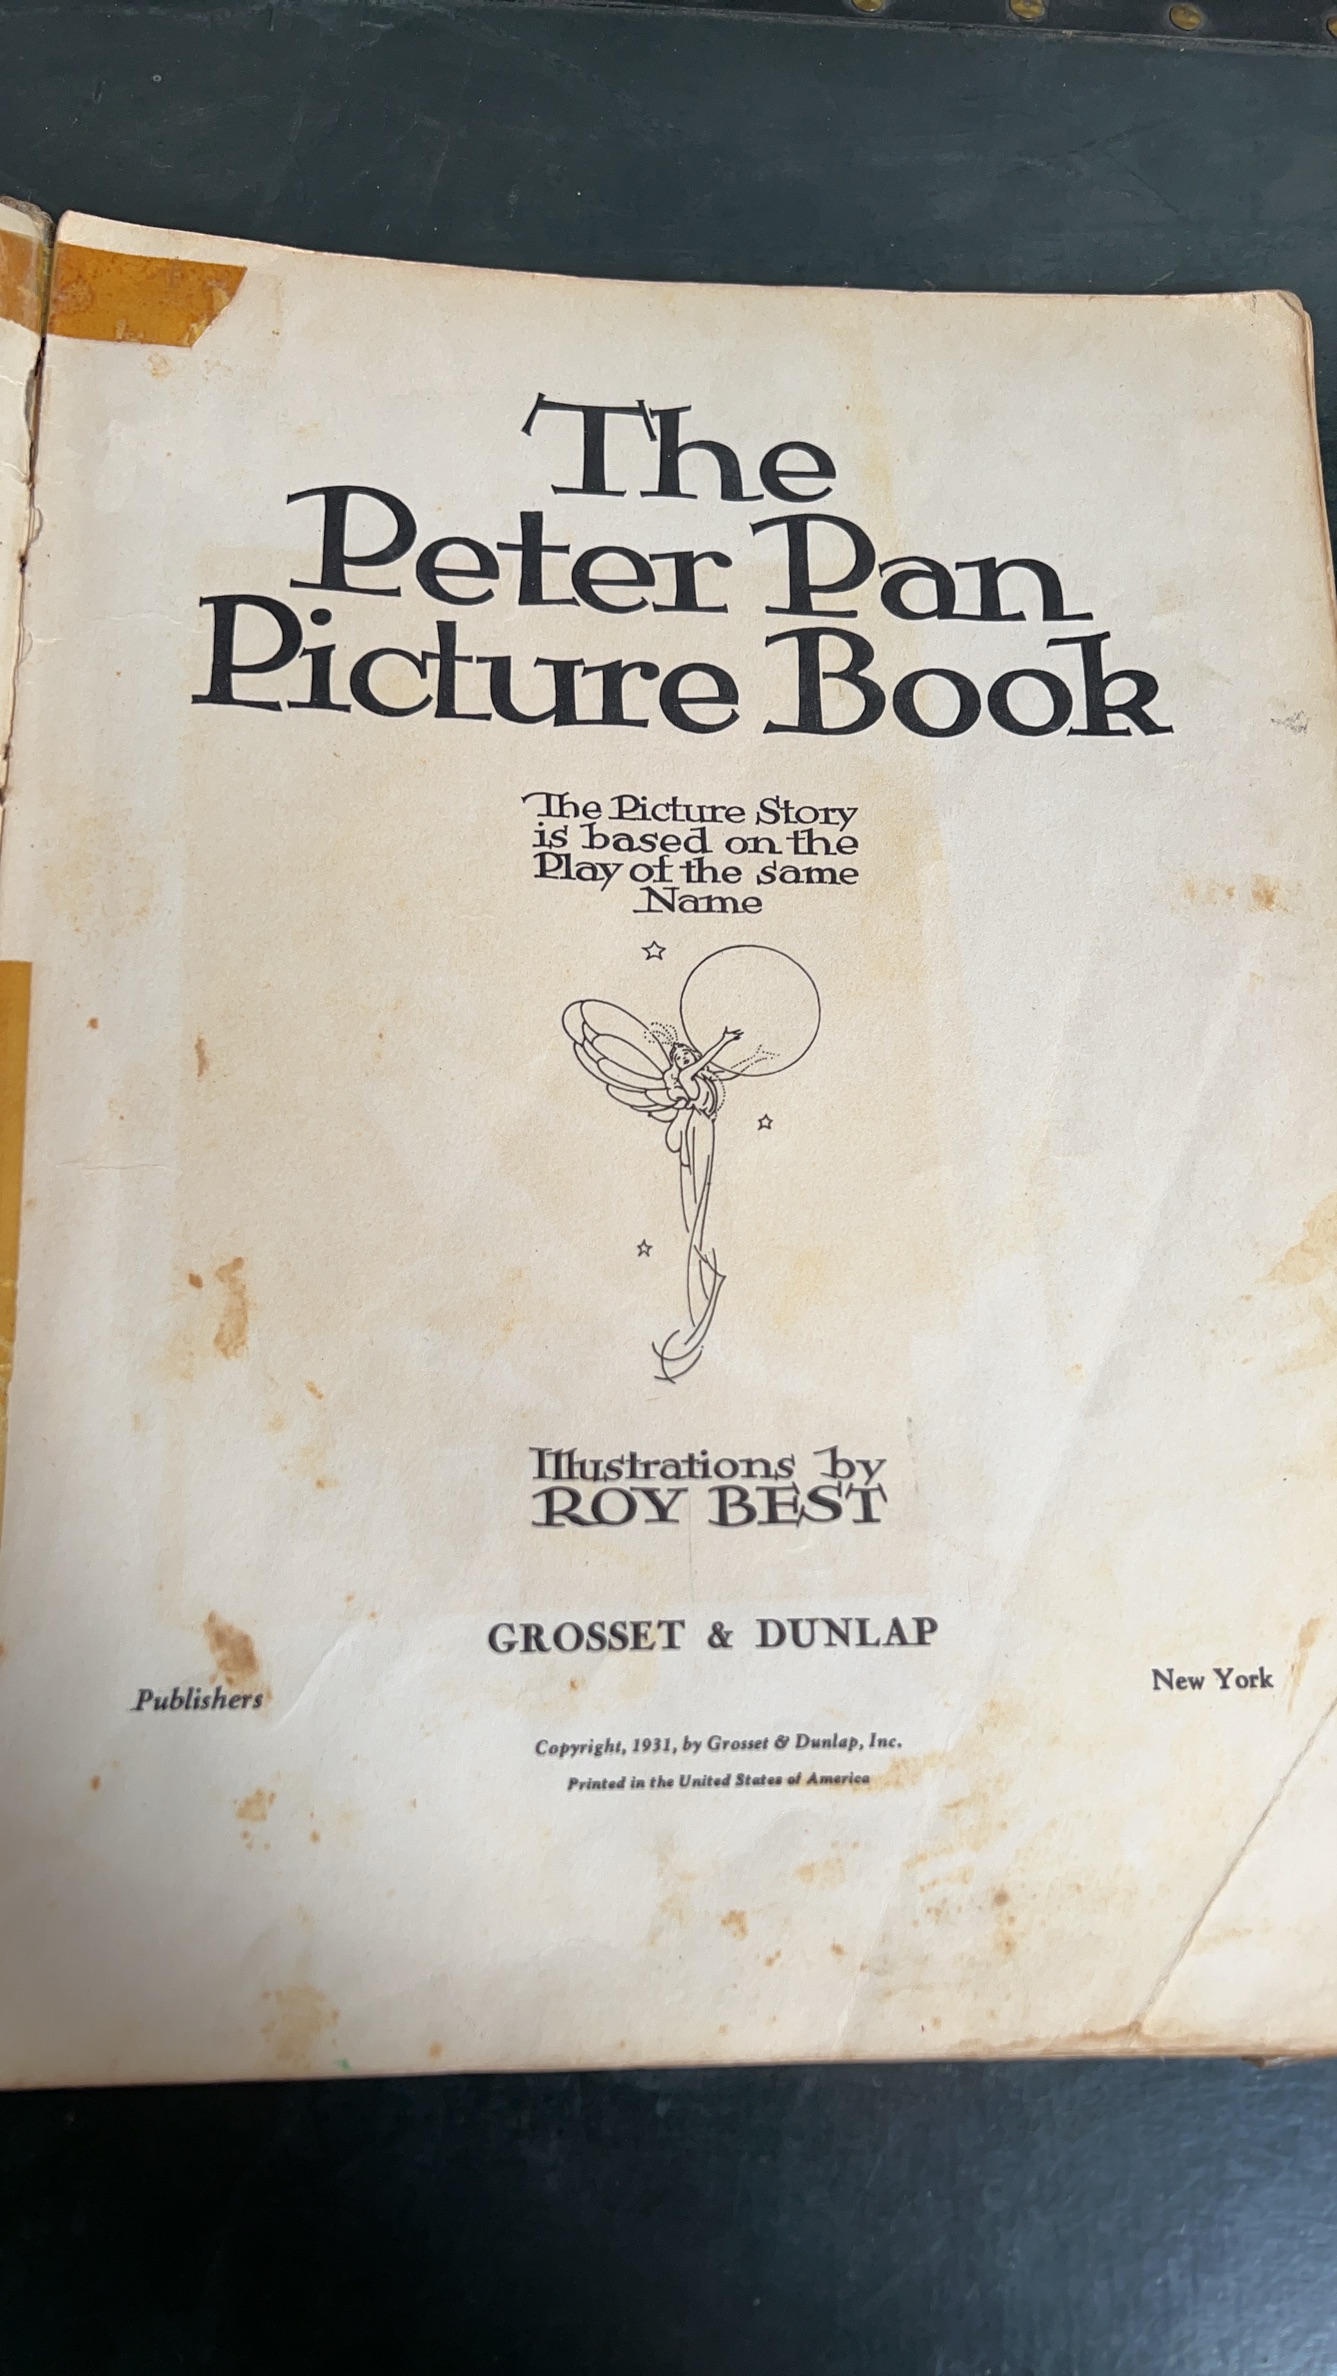 The
Peter Pan
Picture Book
The Picture Story
is based on the
Play of the same
Name
Illustrations by
ROY BEST
GROSSET & DUNLAP
Publishers
New York
Copyright, 1931, by Grosset & Dunlap, Inc.
Printed in the United States of America